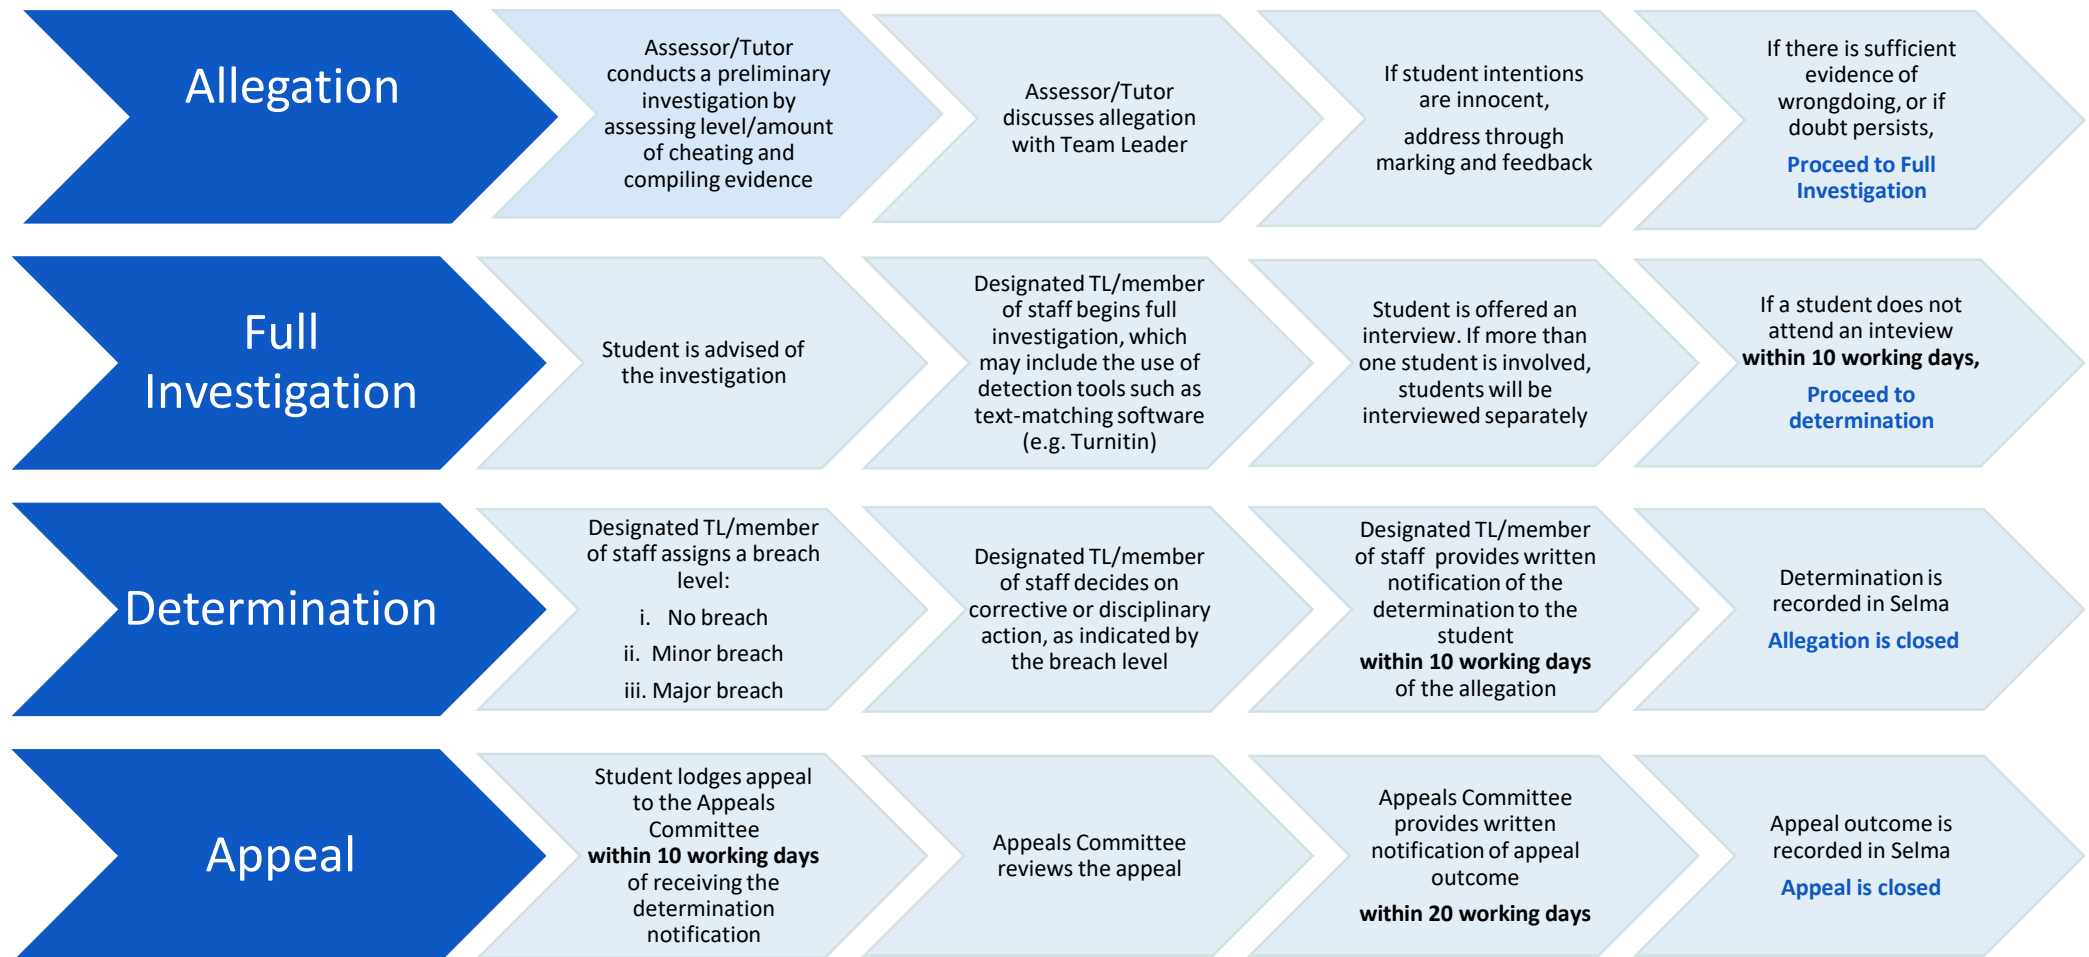 Allegation
Assessor/Tutor
conducts a preliminary
investigation by
assessing level/amount
of cheating and
compiling evidence
Assessor/Tutor
discusses allegation
with Team Leader
If student intentions
are innocent,
address through
marking and feedback
If there is sufficient
evidence of
wrongdoing, or if
doubt persists,
Proceed to Full
Investigation
Full
Investigation
Student is advised of
the investigation
Designated TL/member
of staff begins full
investigation, which
may include the use of
detection tools such as
text-matching software
(e.g. Turnitin)
Student is offered an
interview. If more than
one student is involved,
students will be
interviewed separately
If a student does not
attend an inteview
within 10 working days,
Proceed to
determination
Determination
Designated TL/member
of staff assigns a breach
level:
i. No breach
ii. Minor breach
iii. Major breach
Designated TL/member
of staff decides on
corrective or disciplinary
action, as indicated by
the breach level
Designated TL/member
of staff provides written
notification of the
determination to the
student
within 10 working days
of the allegation
Determination is
recorded in Selma
Allegation is closed
Appeal
Student lodges appeal
to the Appeals
Committee
within 10 working days
of receiving the
determination
notification
Appeals Committee
reviews the appeal
Appeals Committee
provides written
notification of appeal
outcome
within 20 working days
Appeal outcome is
recorded in Selma
Appeal is closed